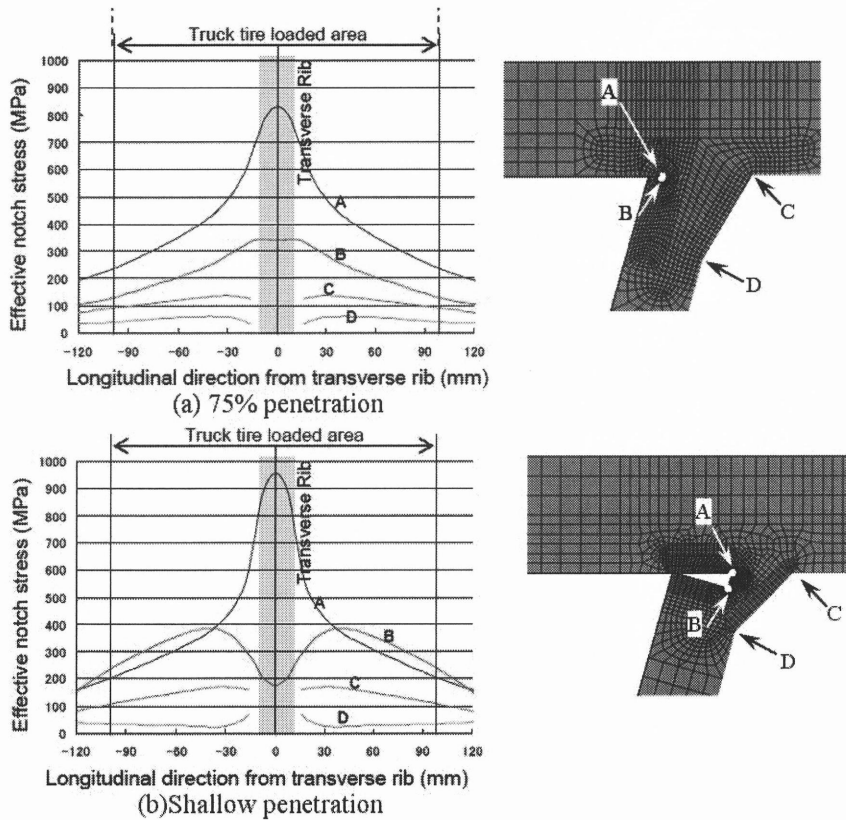 Truck tire loaded area
1000
900
800
700
600
500
400
300
200
100
0
Effective notch stress (MPa)
Transverse Rib
A
B
C
D
-120
-90
-60
-30
0
30
60
90
120
Longitudinal direction from transverse rib (mm)
(a) 75% penetration
A
B
C
D
Truck tire loaded area
1000
900
800
700
600
500
400
300
200
100
0
Effective notch stress (MPa)
Transverse Rib
A
B
C
D
-120
-90
-60
-30
0
30
60
90
120
Longitudinal direction from transverse rib (mm)
(b)Shallow penetration
A
B
C
D